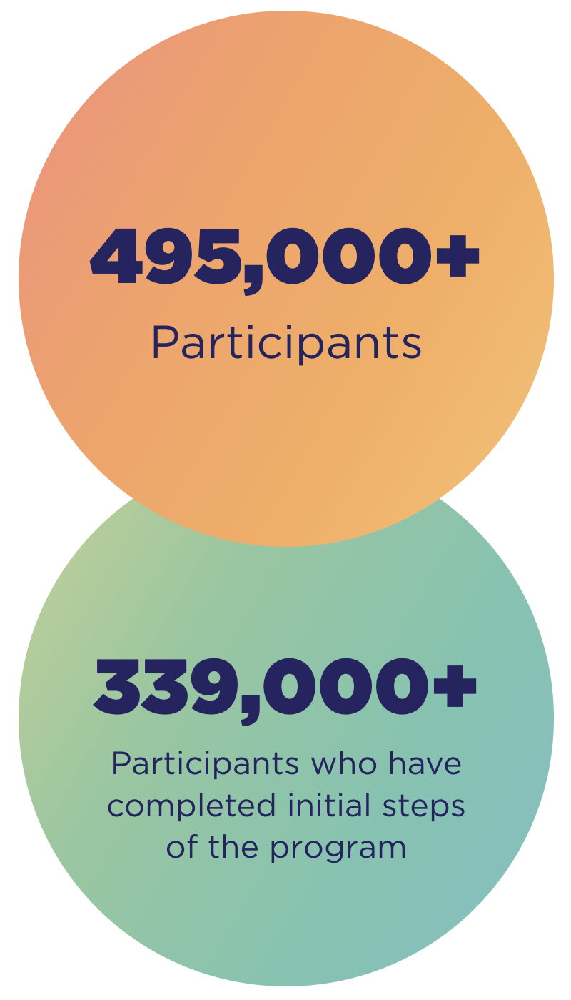 495,000+
Participants
339,000+
Participants who have
completed initial steps
of the program